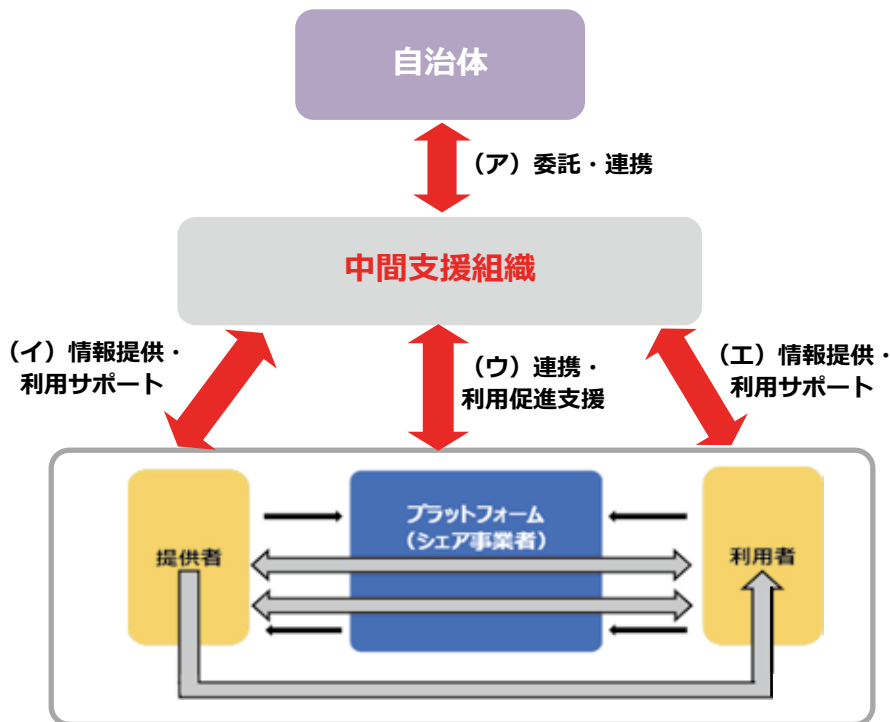 自治体
（ア）委託・連携
中間支援組織
（イ）情報提供・
利用サポート
（ウ）連携・
利用促進支援
（エ）情報提供・
利用サポート
提供者
プラットフォーム
（シェア事業者）
利用者